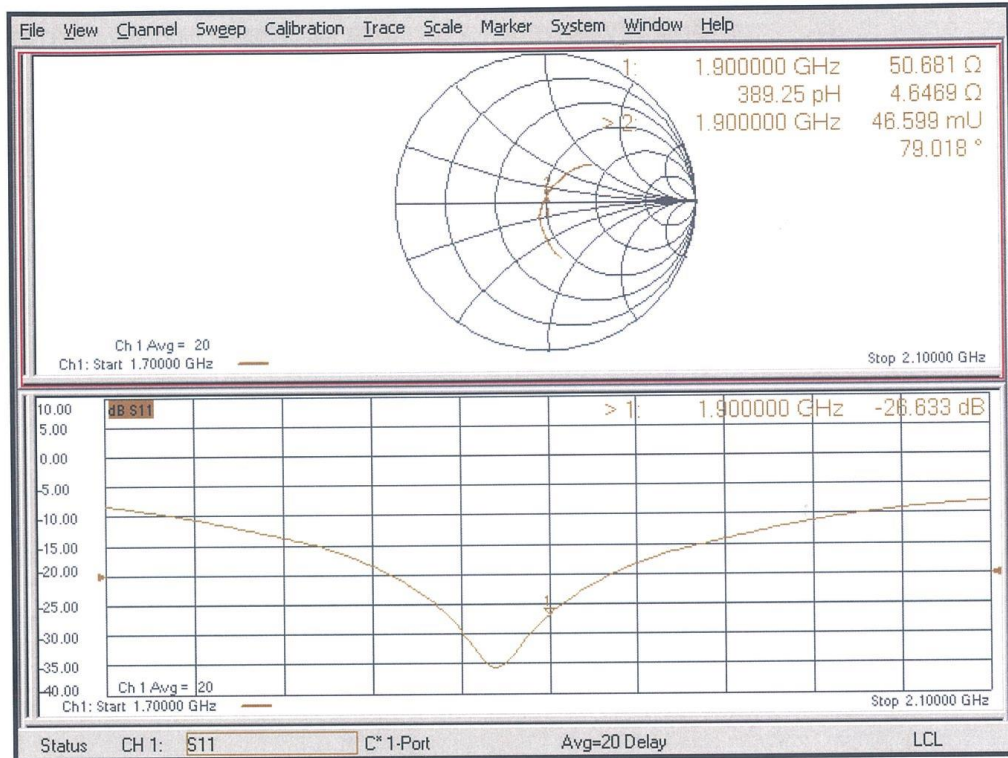 File View Channel Sweep Calibration Trace Scale Marker System Window Help
1: 1.900000 GHz 50.681 Ω
389.25 pH 4.6469 Ω
> 2: 1.900000 GHz 46.599 mU
79.018 °
Ch 1 Avg = 20
Ch1: Start 1.70000 GHz Stop 2.10000 GHz
10.00 dB S11 > 1: 1.900000 GHz -26.633 dB
5.00
0.00
-5.00
-10.00
-15.00
-20.00
-25.00
1
-30.00
-35.00
-40.00
Ch 1 Avg = 20
Ch1: Start 1.70000 GHz Stop 2.10000 GHz
Status CH 1: S11 C* 1-Port Avg=20 Delay LCL